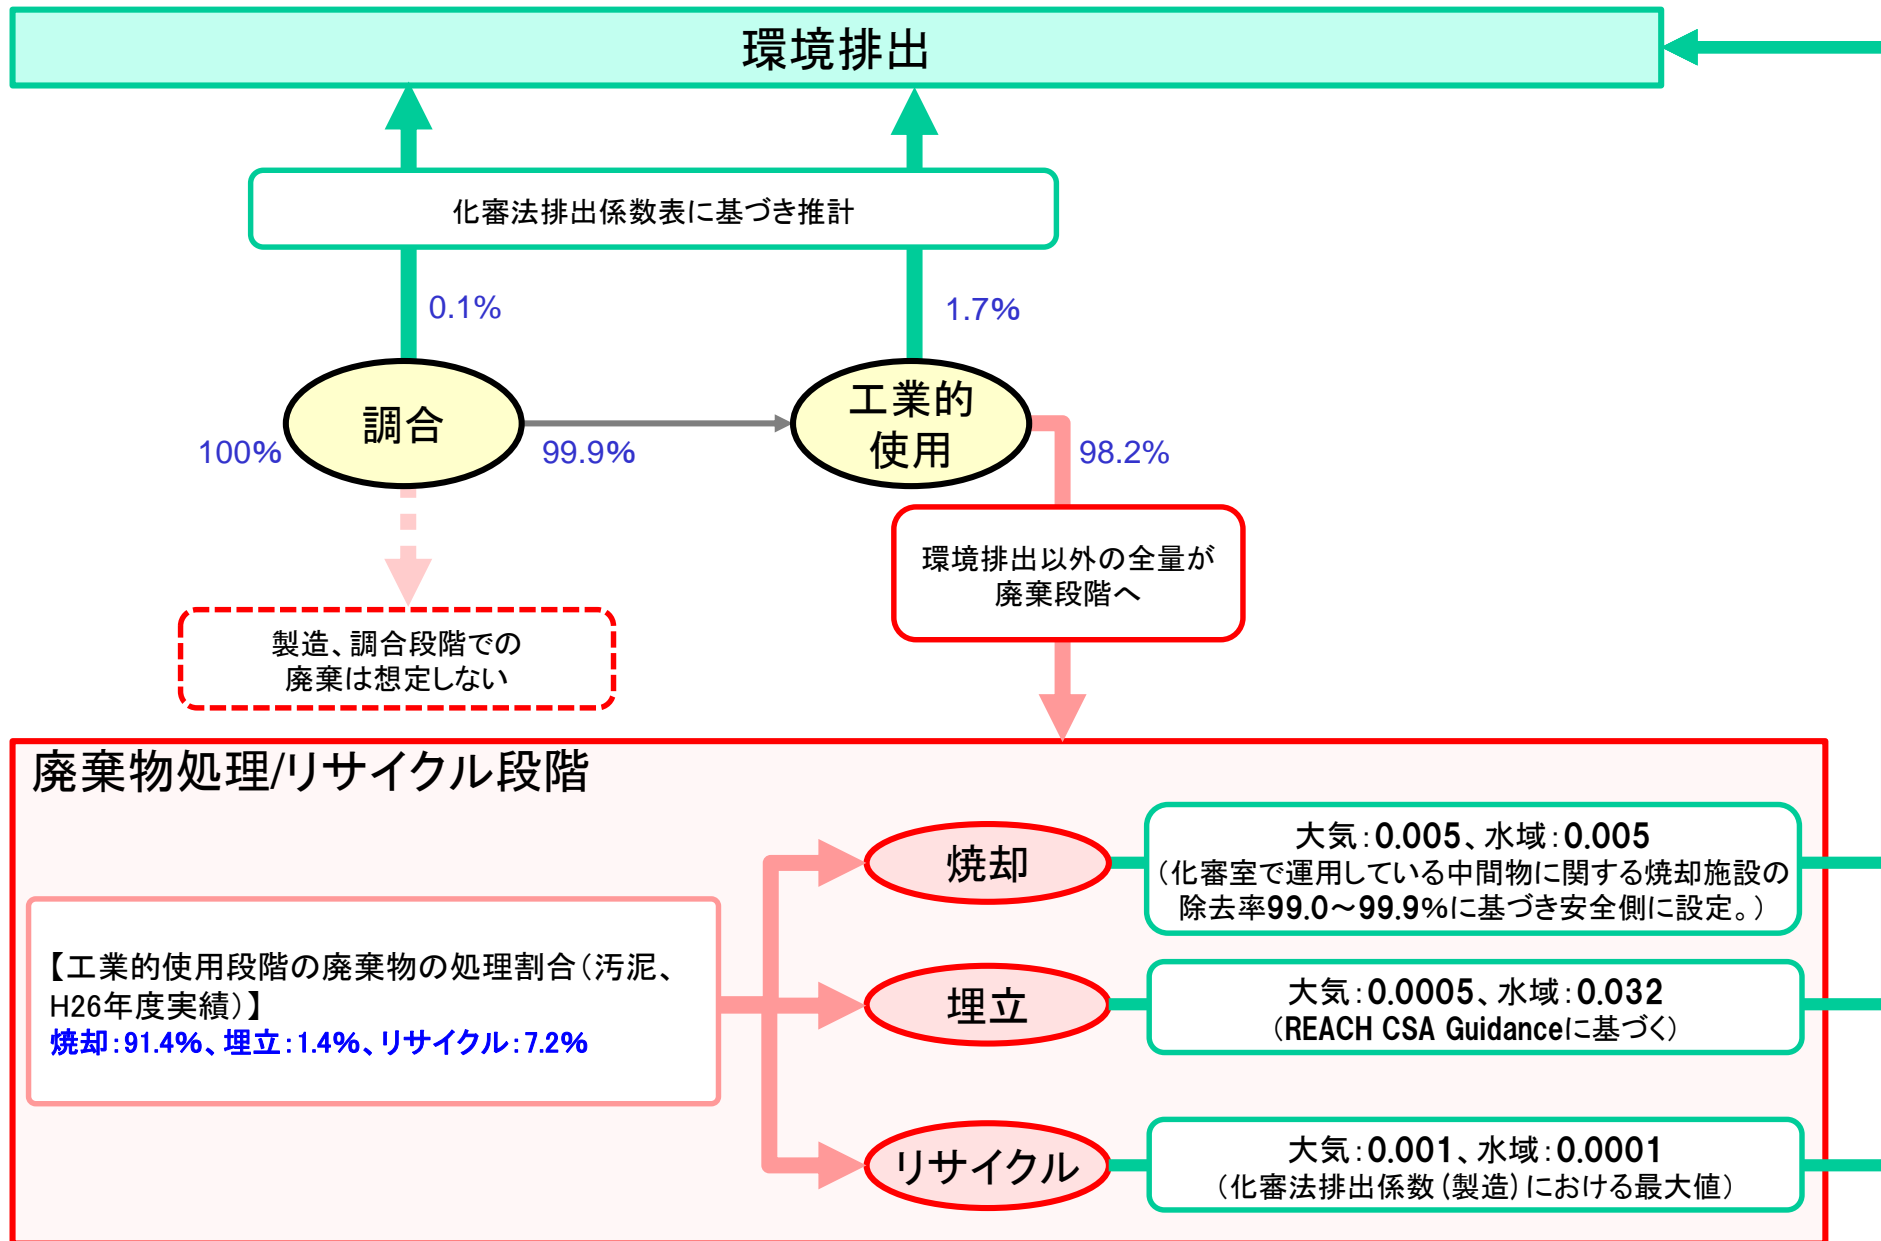 環境排出
化審法排出係数表に基づき推計
0.1%
1.7%
調合
工業的
使用
100%
99.9%
98.2%
環境排出以外の全量が
廃棄段階へ
製造、調合段階での
廃棄は想定しない
廃棄物処理/リサイクル段階
【工業的使用段階の廃棄物の処理割合（汚泥、
H26年度実績）】
焼却：91.4%、埋立：1.4%、リサイクル：7.2%
焼却
大気：0.005、水域：0.005
（化審室で運用している中間物に関する焼却施設の
除去率99.0～99.9%に基づき安全側に設定。）
埋立
大気：0.0005、水域：0.032
（REACH CSA Guidanceに基づく）
リサイクル
大気：0.001、水域：0.0001
（化審法排出係数（製造）における最大値）